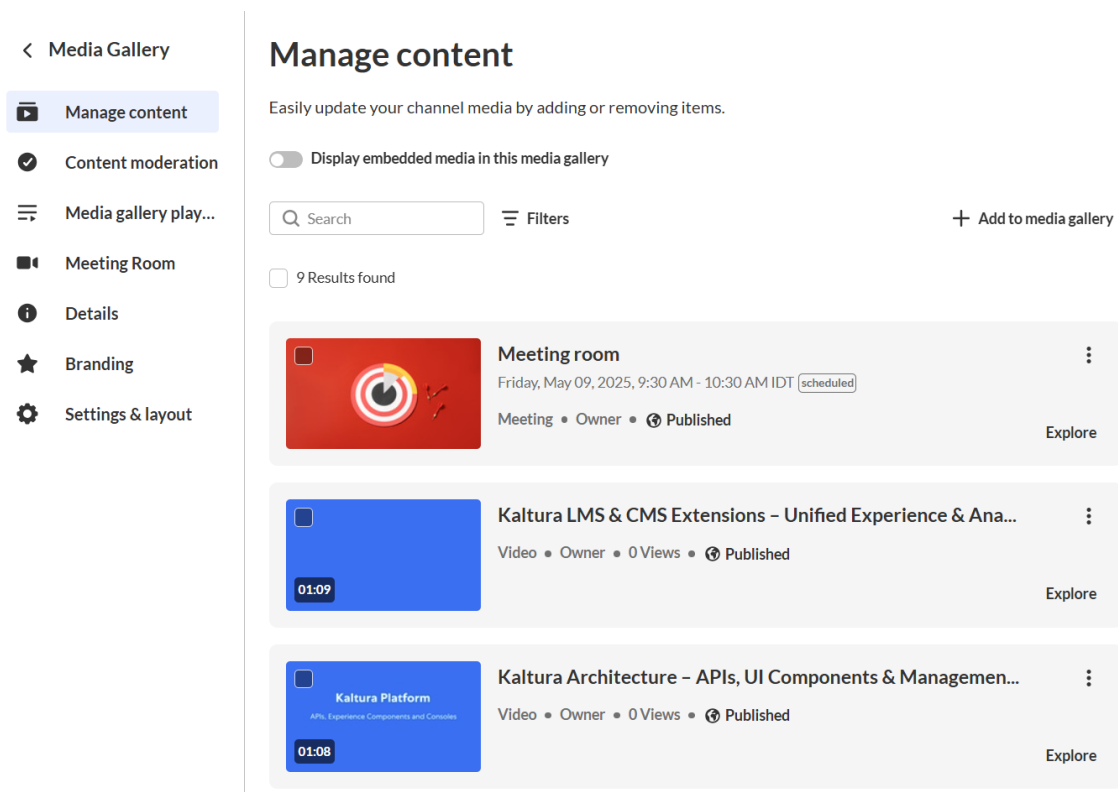 Media Gallery
Manage content
Content moderation
Media gallery play...
Meeting Room
Details
Branding
Settings & layout
Manage content
Easily update your channel media by adding or removing items.
Display embedded media in this media gallery
Search
Filters
Add to media gallery
9 Results found
Meeting room
Friday, May 09, 2025, 9:30 AM - 10:30 AM IDT scheduled
Meeting • Owner • Published
Explore
Kaltura LMS & CMS Extensions – Unified Experience & Ana...
Video • Owner • 0 Views • Published
01:09
Explore
Kaltura Architecture – APIs, UI Components & Managemen...
Kaltura Platform
APIs, Experience Components and Consoles
Video • Owner • 0 Views • Published
01:08
Explore